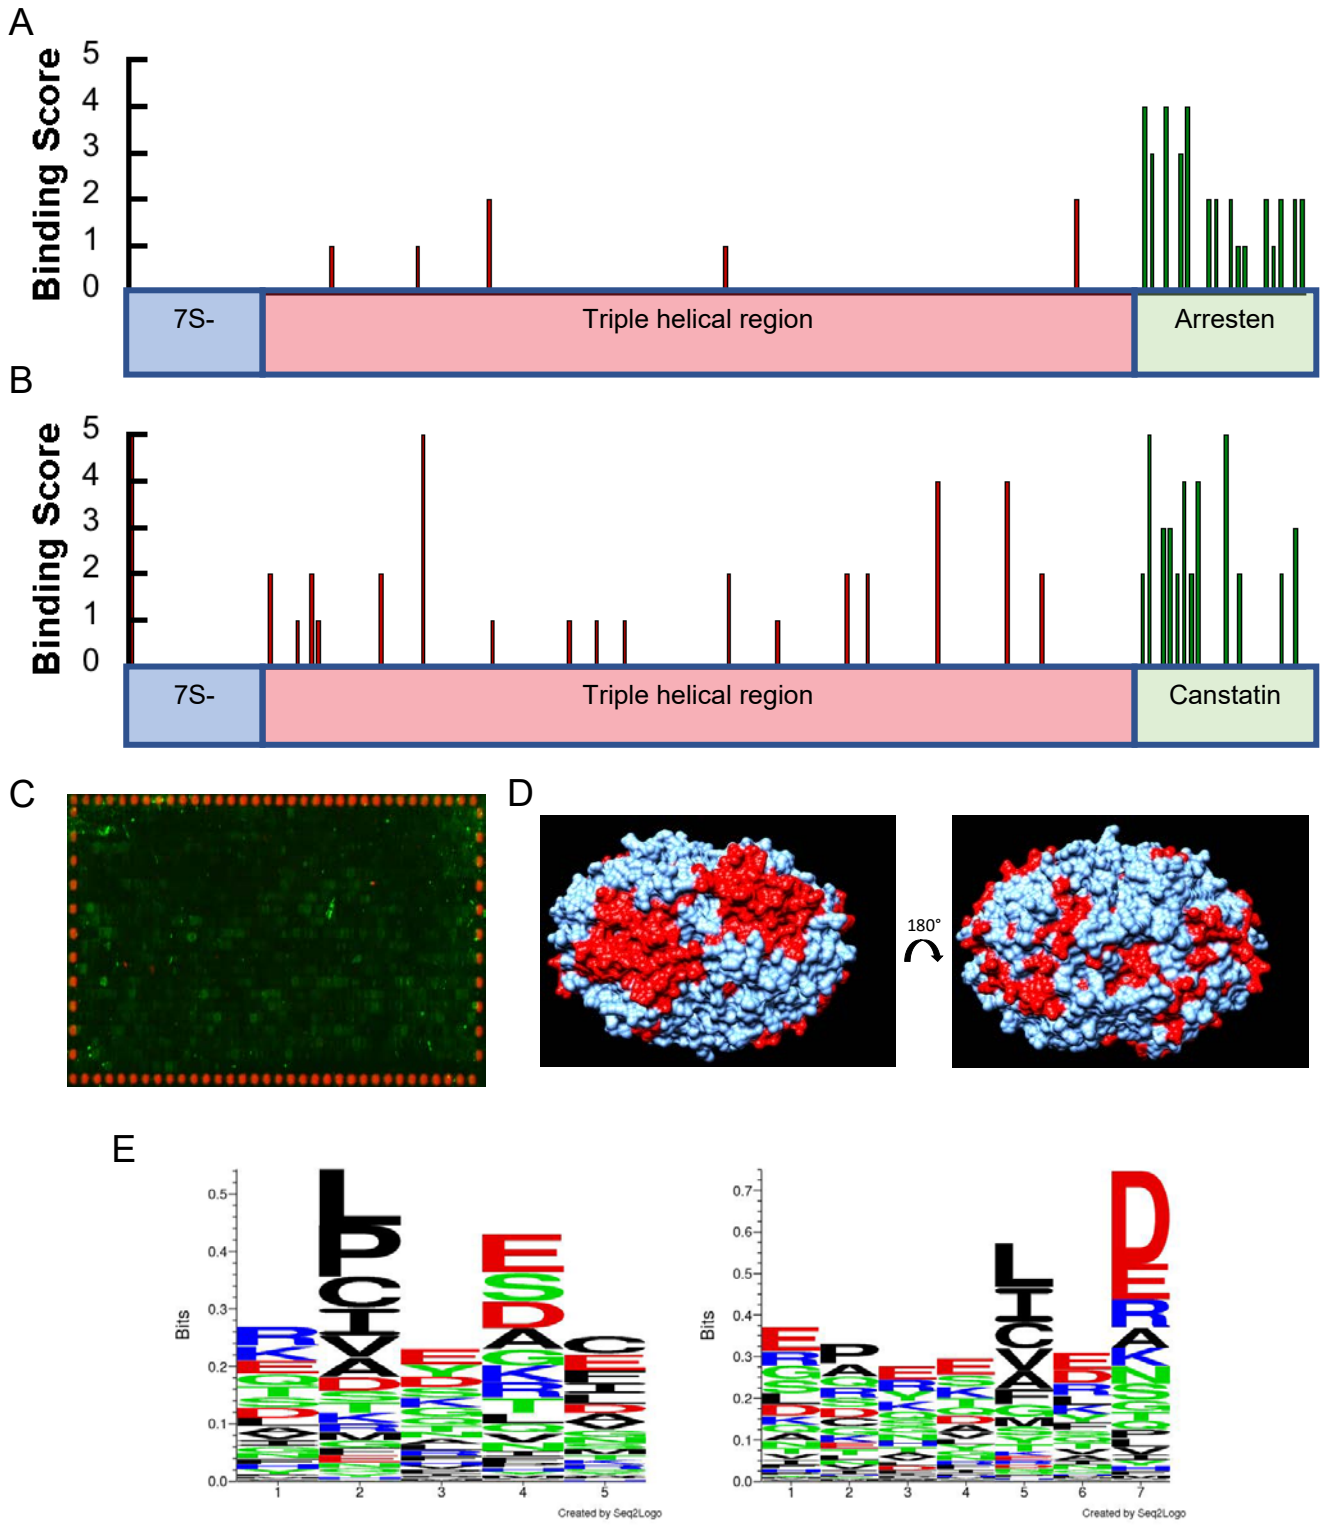 A
Binding Score
5
4
3
2
1
0
7S-
Triple helical region
Arresten
B
Binding Score
5
4
3
2
1
0
7S-
Triple helical region
Canstatin
C
D
180°
E
Bits
0.5
0.4
0.3
0.2
0.1
0.0
1 2 3 4 5
Created by Seq2Logo
Bits
0.7
0.6
0.5
0.4
0.3
0.2
0.1
0.0
1 2 3 4 5 6 7
Created by Seq2Logo